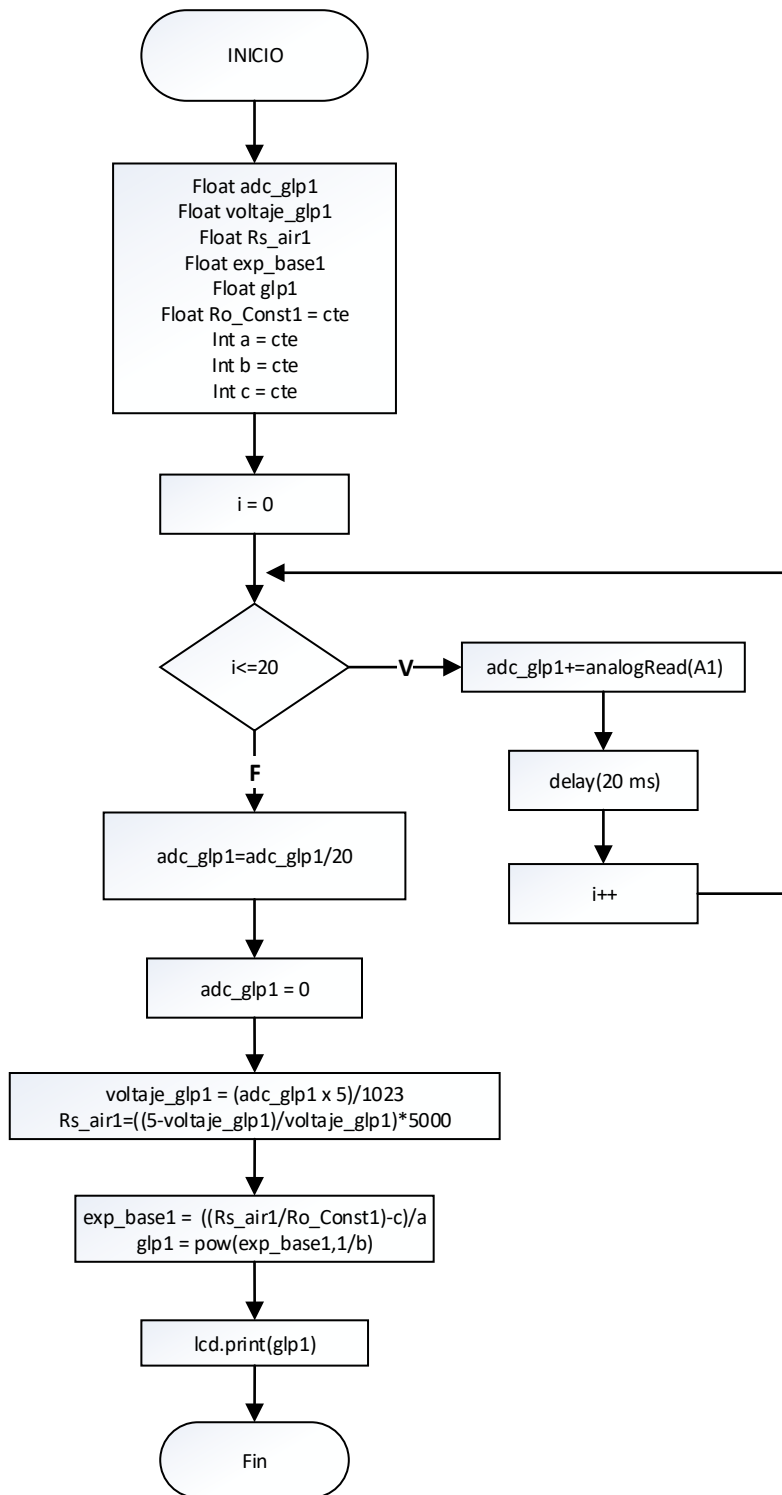 INICIO
Float adc_glp1
Float voltaje_glp1
Float Rs_air1
Float exp_base1
Float glp1
Float Ro_Const1 = cte
Int a = cte
Int b = cte
Int c = cte
i = 0
i<=20
V
adc_glp1+=analogRead(A1)
delay(20 ms)
i++
F
adc_glp1=adc_glp1/20
adc_glp1 = 0
voltaje_glp1 = (adc_glp1 x 5)/1023
Rs_air1=((5-voltaje_glp1)/voltaje_glp1)*5000
exp_base1 = ((Rs_air1/Ro_Const1)-c)/a
glp1 = pow(exp_base1,1/b)
lcd.print(glp1)
Fin